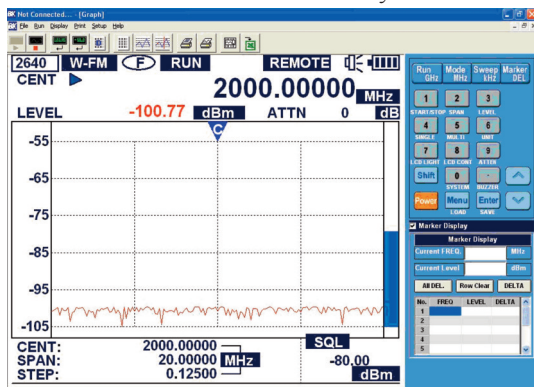 Not Connected... - [Graph]
File Run Display Print Setup Help
2640 W-FM F RUN REMOTE
CENT 2000.00000 MHz
LEVEL -100.77 dBm ATTN 0 dB
C
-55
-65
-75
-85
-95
-105
CENT: 2000.00000
SPAN: 20.00000 MHz
STEP: 0.12500
SQL
-80.00
dBm
Run GHz Mode MHz Sweep kHz Marker DEL
1 2 3
START/STOP SPAN LEVEL
4 5 6
SINGLE MULTI UNIT
7 8 9
LCD LIGHT LCD CONT ATTEN
Shift 0 -
SYSTEM BUZZER
Power Menu Enter
LOAD SAVE
Marker Display
Marker Display
Current FREQ. MHz
Current Level dBm
All DEL. Row Clear DELTA
No. FREQ LEVEL DELTA
1
2
3
4
5